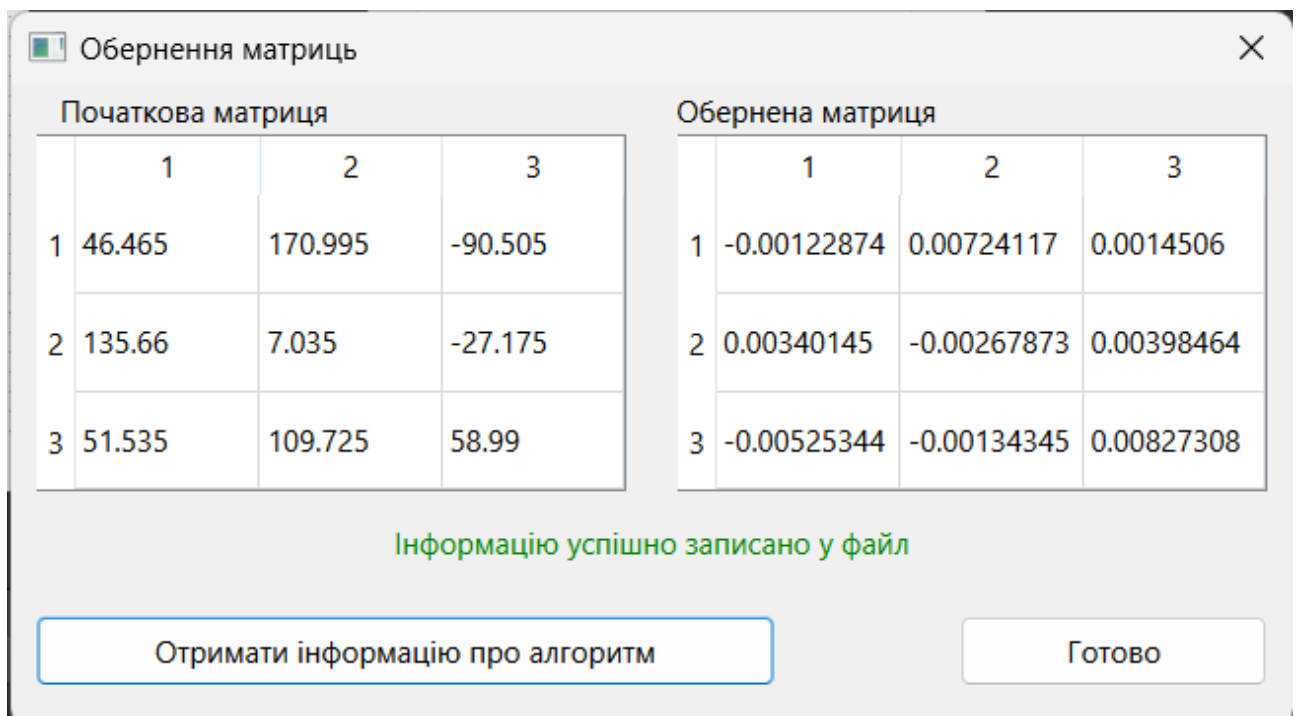 Обернення матриць
Початкова матриця
1 2 3
1 46.465 170.995 -90.505
2 135.66 7.035 -27.175
3 51.535 109.725 58.99
Обернена матриця
1 2 3
1 -0.00122874 0.00724117 0.0014506
2 0.00340145 -0.00267873 0.00398464
3 -0.00525344 -0.00134345 0.00827308
Інформацію успішно записано у файл
Отримати інформацію про алгоритм
Готово